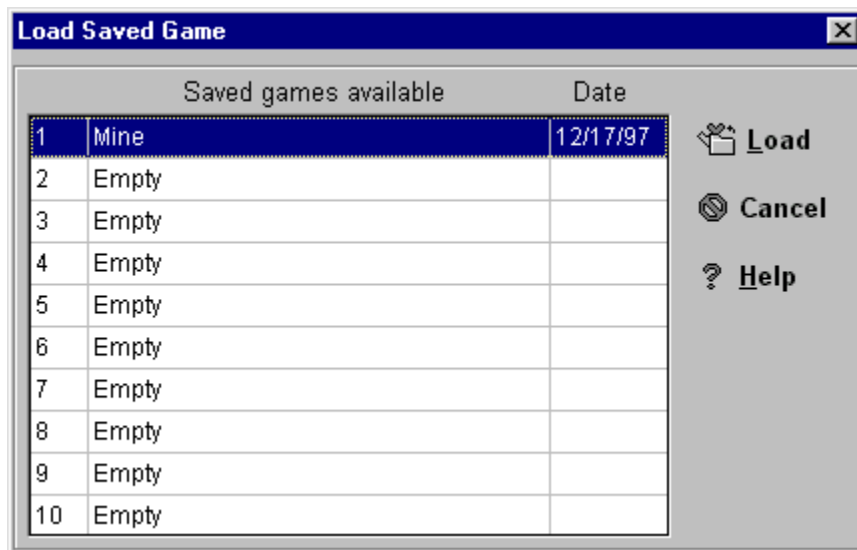 Load Saved Game
Saved games available Date
1 Mine 12/17/97
Load
2 Empty
3 Empty
Cancel
4 Empty
Help
5 Empty
6 Empty
7 Empty
8 Empty
9 Empty
10 Empty